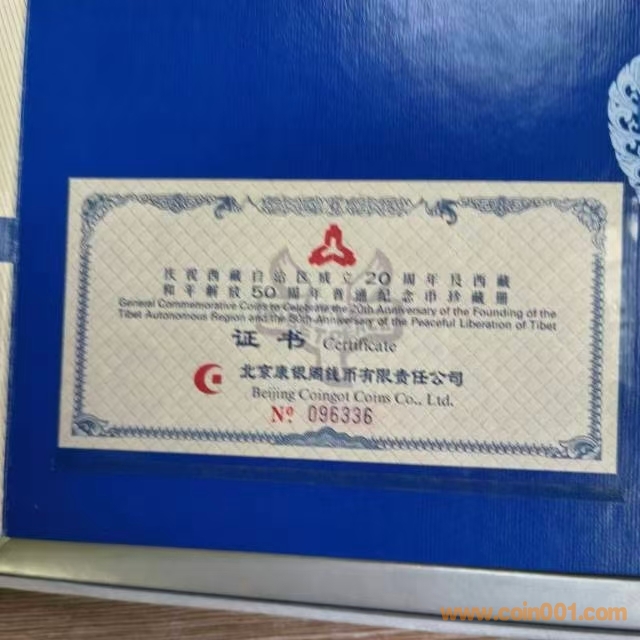 庆祝西藏自治区成立20周年及西藏
和平解放50周年普通纪念币珍藏册
General Commemorative Coins to Celebrate the 20th Anniversary of the Founding of the
Tibet Autonomous Region and the 50th Anniversary of the Peaceful Liberation of Tibet
证书 Certificate
北京康银阁钱币有限责任公司
Beijing Coingot Coins Co., Ltd.
№ 096336
www.coin001.com